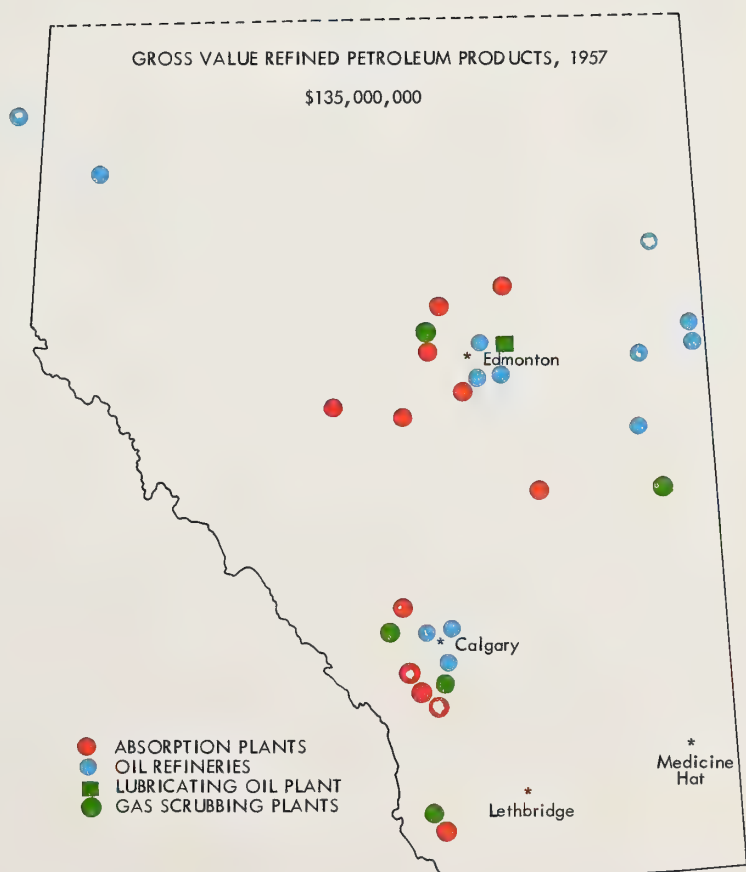 GROSS VALUE REFINED PETROLEUM PRODUCTS, 1957
$135,000,000
* Edmonton
* Calgary
*
Medicine
Hat
*
Lethbridge
ABSORPTION PLANTS
OIL REFINERIES
LUBRICATING OIL PLANT
GAS SCRUBBING PLANTS